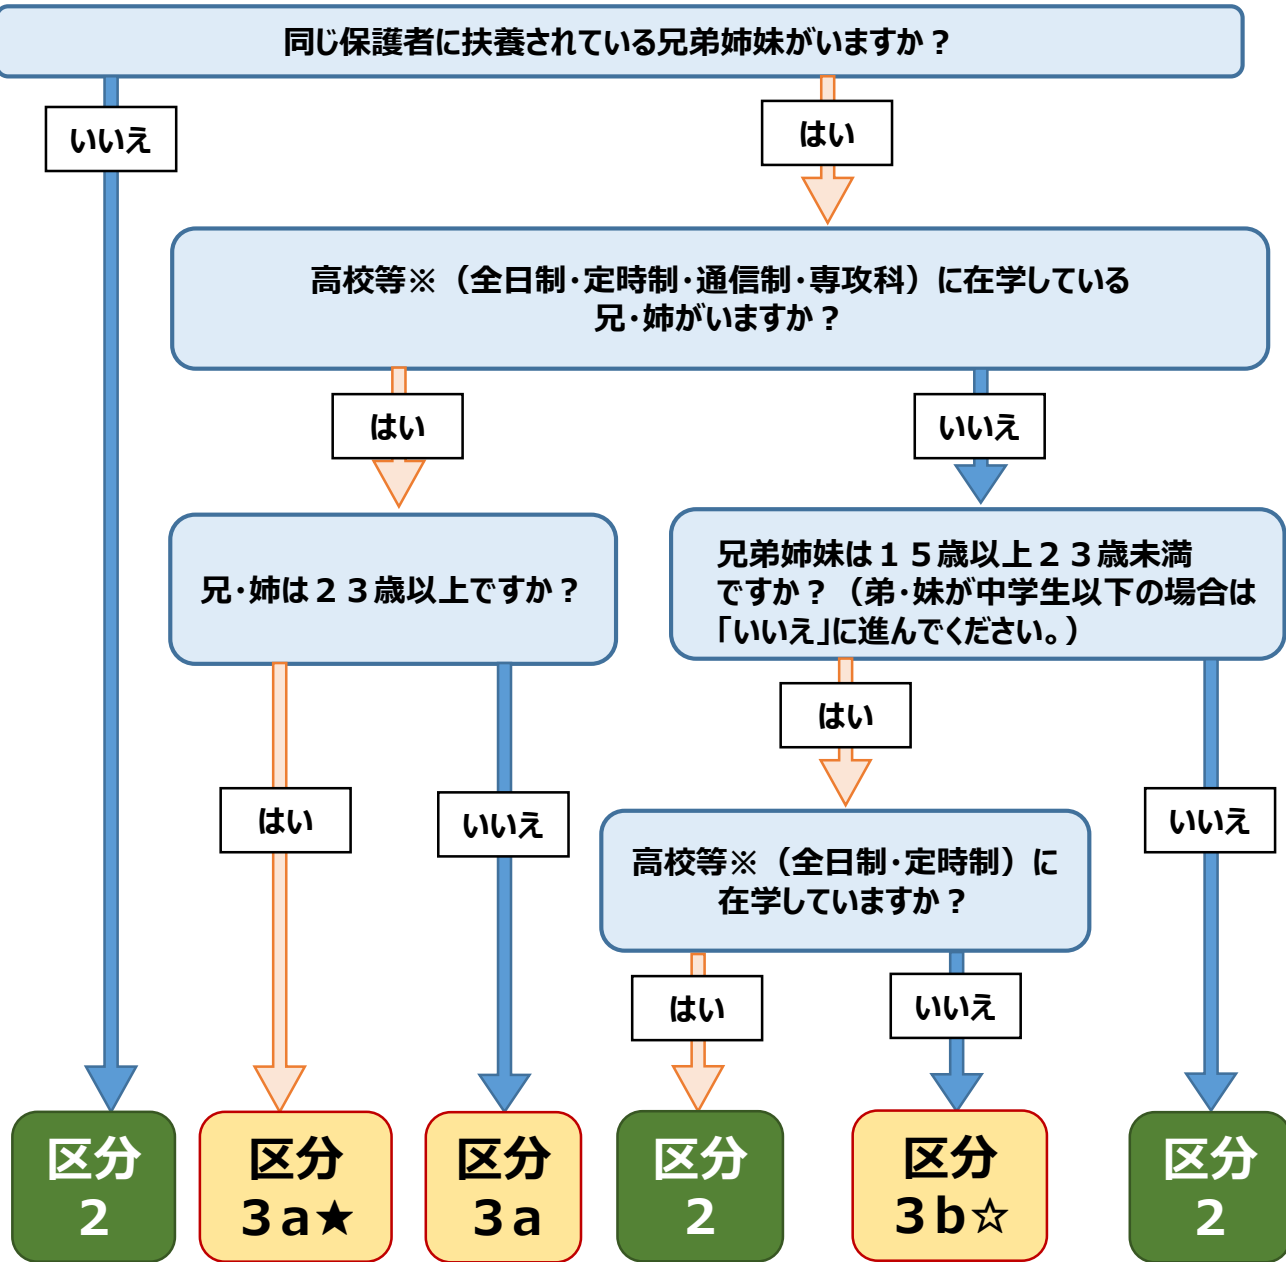 同じ保護者に扶養されている兄弟姉妹がいますか？
いいえ
はい
高校等※（全日制・定時制・通信制・専攻科）に在学している
兄・姉がいますか？
はい
いいえ
兄・姉は２３歳以上ですか？
兄弟姉妹は１５歳以上２３歳未満
ですか？（弟・妹が中学生以下の場合は
「いいえ」に進んでください。）
はい
はい
いいえ
いいえ
高校等※（全日制・定時制）に
在学していますか？
はい
いいえ
区分
２
区分
３a★
区分
３a
区分
２
区分
３b☆
区分
２